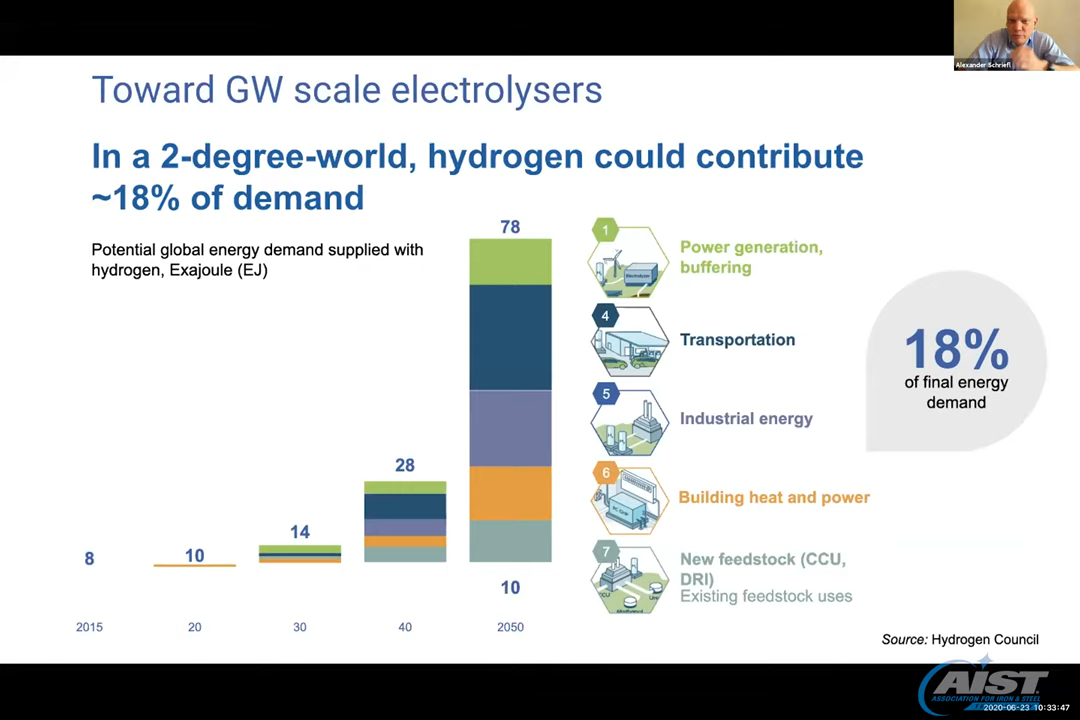 Alexander Schriefl
Toward GW scale electrolysers
In a 2-degree-world, hydrogen could contribute
~18% of demand
Potential global energy demand supplied with
hydrogen, Exajoule (EJ)
8
10
14
28
78
10
2015
20
30
40
2050
1
Electrolyzer
Power generation,
buffering
4
Transportation
5
Industrial energy
6
Building heat and power
7
New feedstock (CCU,
DRI)
Existing feedstock uses
18%
of final energy
demand
Source: Hydrogen Council
AIST
ASSOCIATION FOR IRON & STEEL
2020-06-23 10:33:47